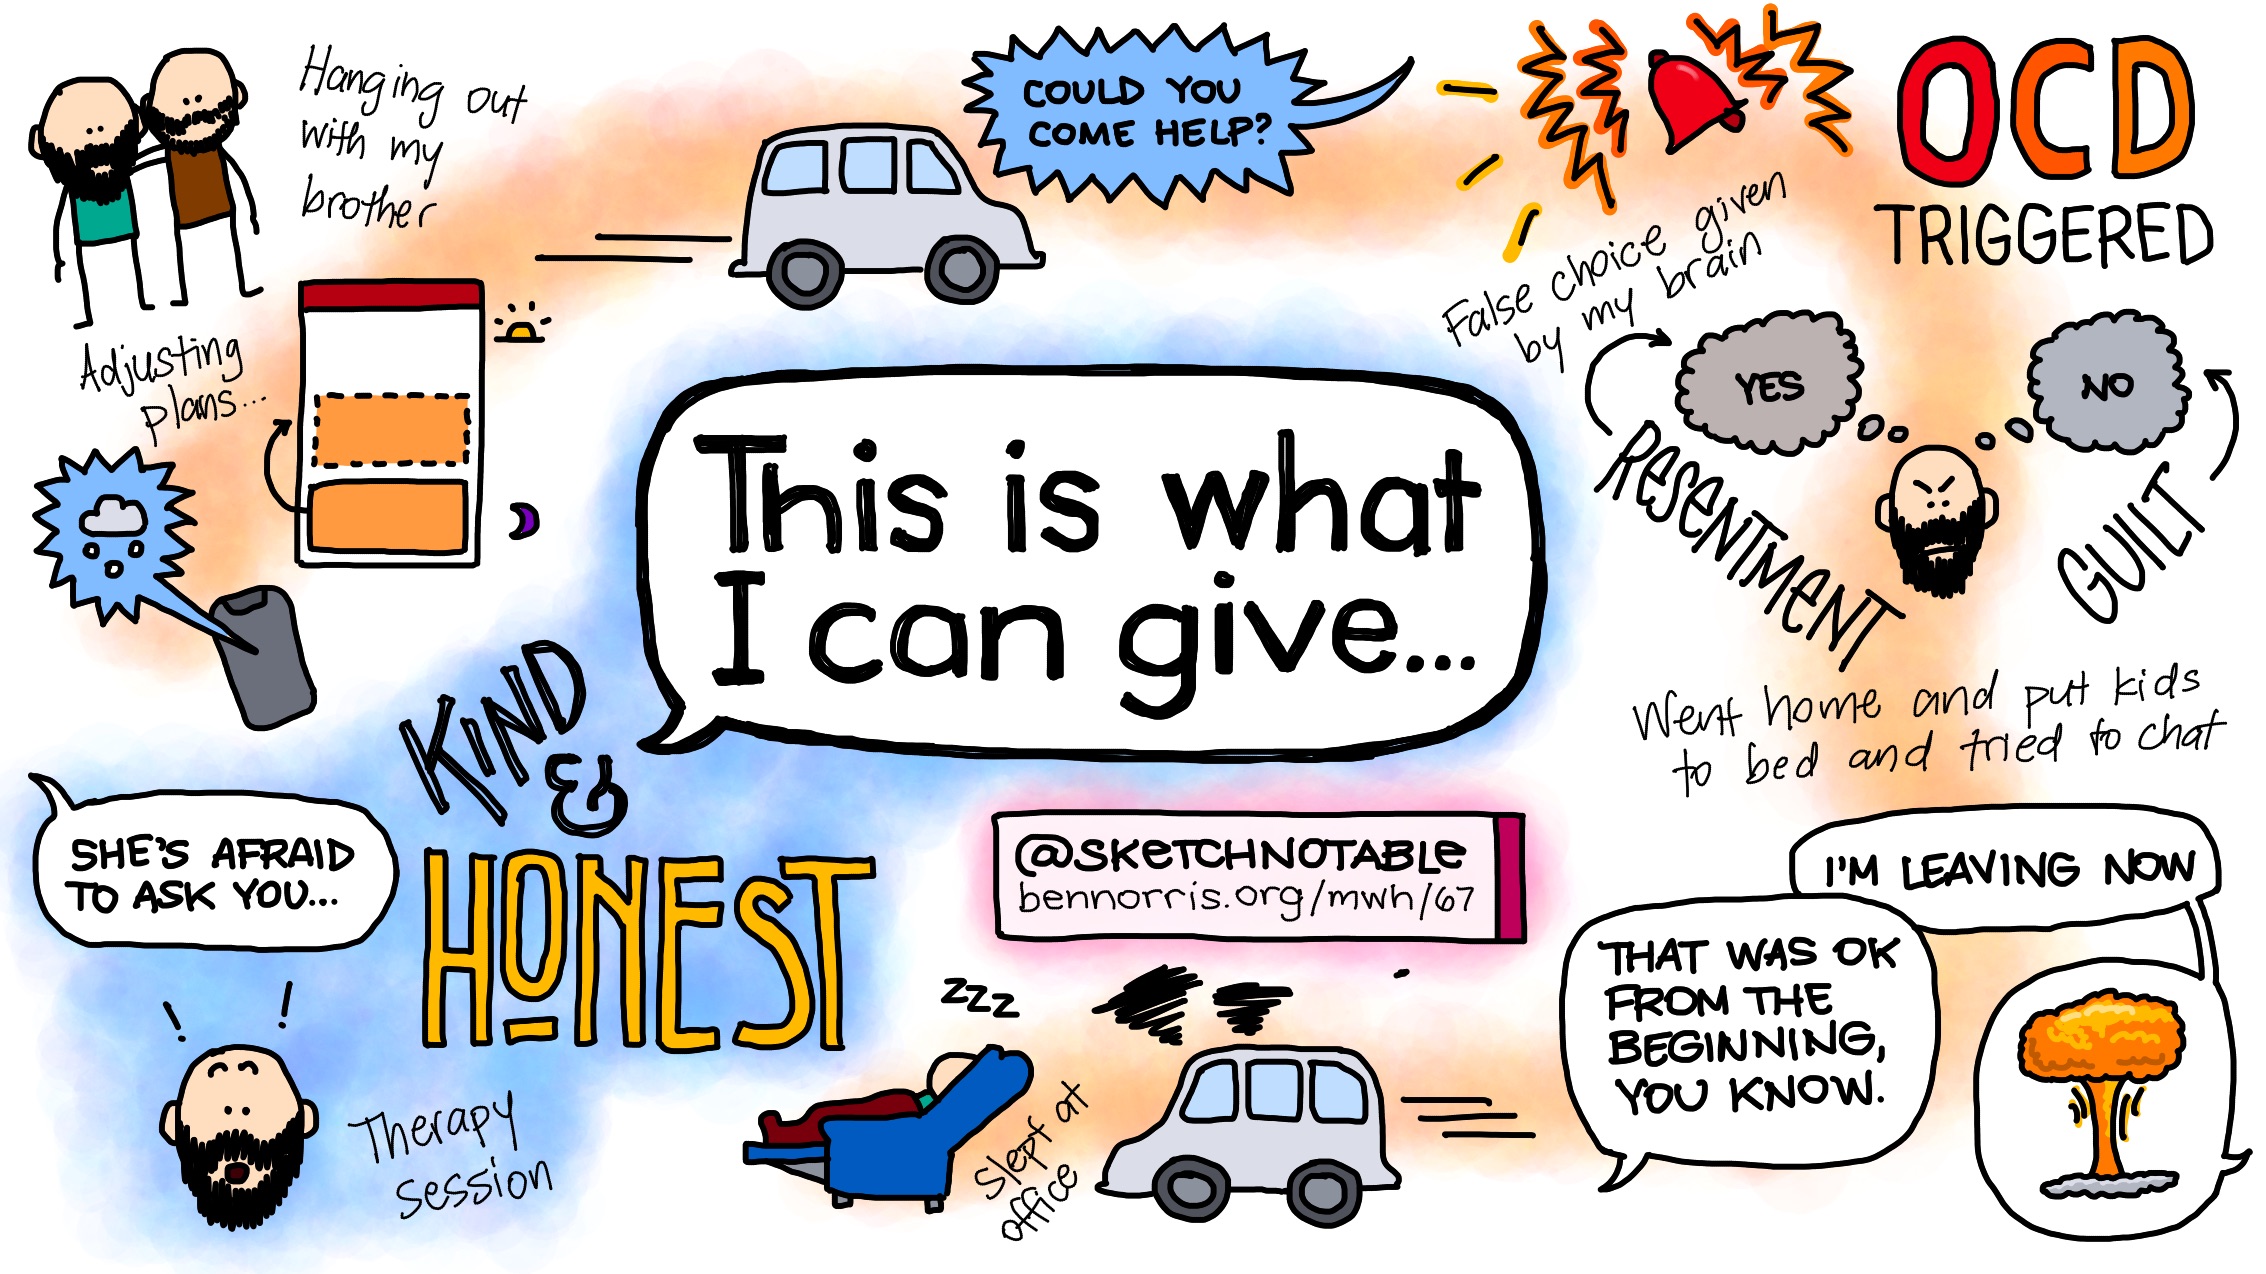 Hanging out
with my
brother
Adjusting
plans...
COULD YOU
COME HELP?
OCD
TRIGGERED
False choice given
by my brain
YES
NO
RESENTMENT
GUILT
Went home and put kids
to bed and tried to chat
I'M LEAVING NOW
THAT WAS OK
FROM THE
BEGINNING,
YOU KNOW.
zzz
Slept at
office
SHE'S AFRAID
TO ASK YOU...
Therapy
session
KIND
&
HONEST
This is what
I can give...
@SKETCHNOTABLE
bennorris.org/mwh/67